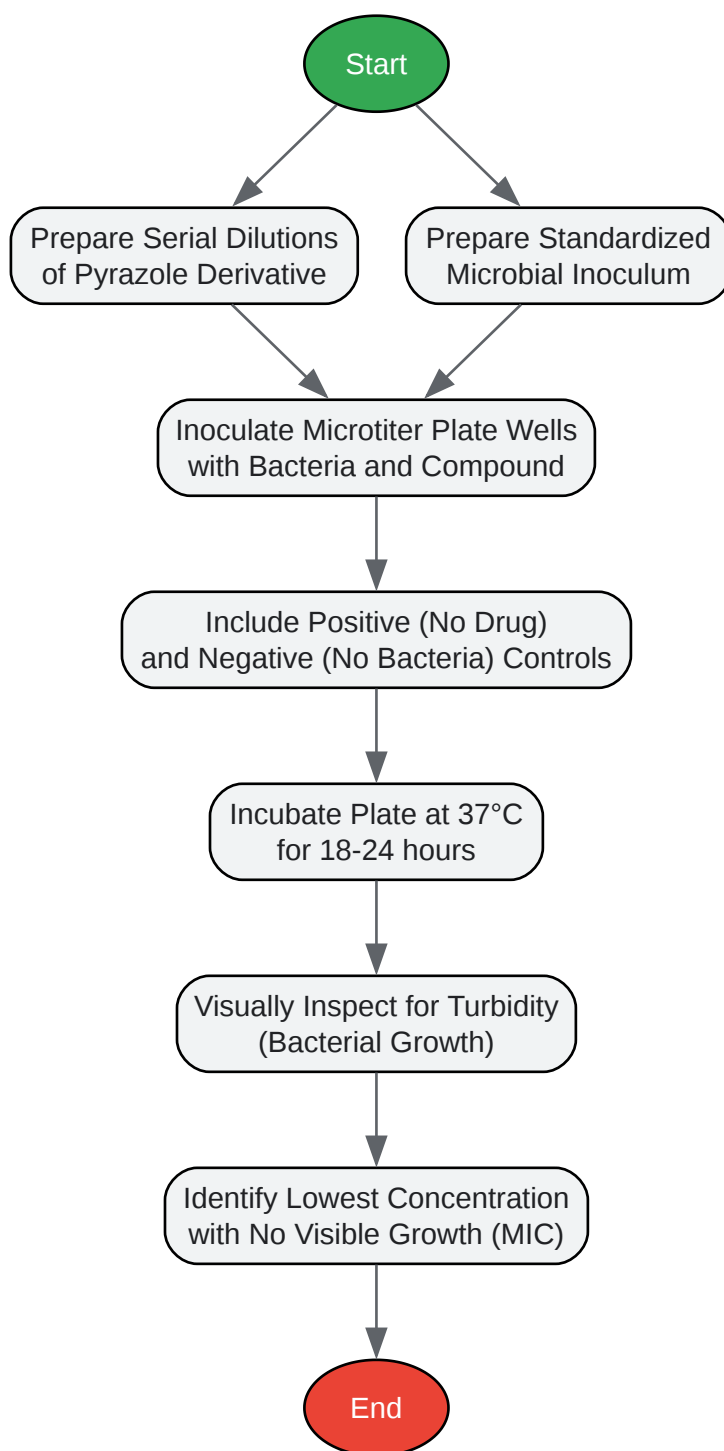 Start
Prepare Serial Dilutions
of Pyrazole Derivative
Prepare Standardized
Microbial Inoculum
Inoculate Microtiter Plate Wells
with Bacteria and Compound
Include Positive (No Drug)
and Negative (No Bacteria) Controls
Incubate Plate at 37°C
for 18-24 hours
Visually Inspect for Turbidity
(Bacterial Growth)
Identify Lowest Concentration
with No Visible Growth (MIC)
End